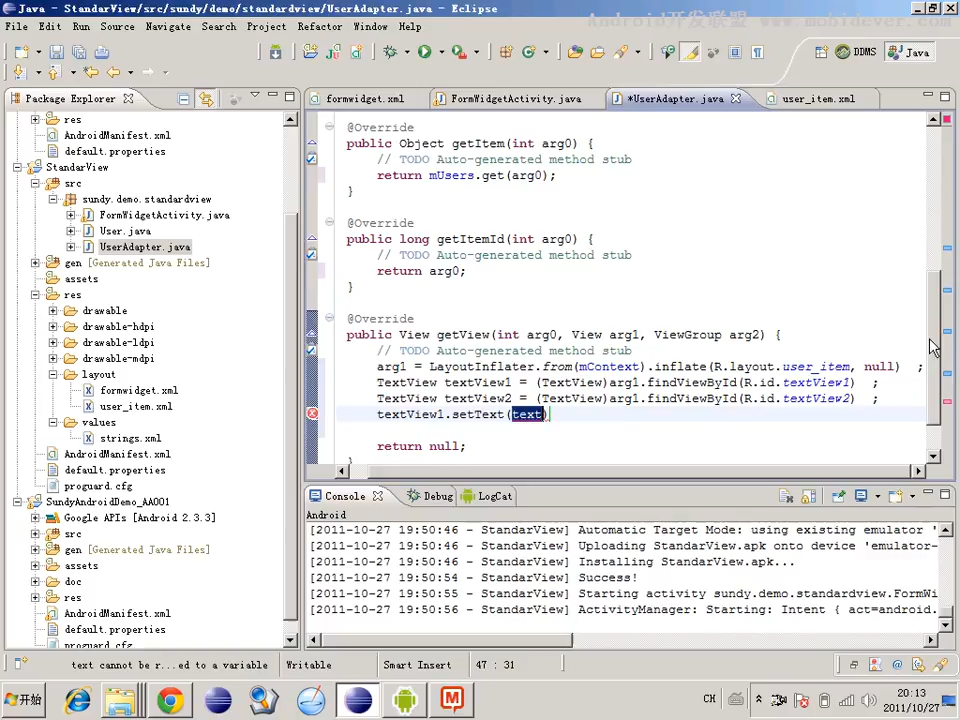 Java - StandarView/src/sundy/demo/standardview/UserAdapter.java - Eclipse
Android开发联盟 www.mobidever.com
File Edit Run Source Navigate Search Project Refactor Window Help
DDMS Java
Package Explorer
formwidget.xml FormWidgetActivity.java *UserAdapter.java user_item.xml
res
AndroidManifest.xml
default.properties
StandarView
src
sundy.demo.standardview
FormWidgetActivity.java
User.java
UserAdapter.java
gen [Generated Java Files]
assets
res
drawable
drawable-hdpi
drawable-ldpi
drawable-mdpi
layout
formwidget.xml
user_item.xml
values
strings.xml
AndroidManifest.xml
default.properties
proguard.cfg
SundyAndroidDemo_AA001
Google APIs [Android 2.3.3]
src
gen [Generated Java Files]
assets
doc
res
AndroidManifest.xml
default.properties
proguard.cfg
@Override
public Object getItem(int arg0) {
// TODO Auto-generated method stub
return mUsers.get(arg0);
}
@Override
public long getItemId(int arg0) {
// TODO Auto-generated method stub
return arg0;
}
@Override
public View getView(int arg0, View arg1, ViewGroup arg2) {
// TODO Auto-generated method stub
arg1 = LayoutInflater.from(mContext).inflate(R.layout.user_item, null) ;
TextView textView1 = (TextView)arg1.findViewById(R.id.textView1) ;
TextView textView2 = (TextView)arg1.findViewById(R.id.textView2) ;
textView1.setText(text)
return null;
}
Console Debug LogCat
Android
[2011-10-27 19:50:46 - StandarView] Automatic Target Mode: using existing emulator '
[2011-10-27 19:50:46 - StandarView] Uploading StandarView.apk onto device 'emulator-
[2011-10-27 19:50:46 - StandarView] Installing StandarView.apk...
[2011-10-27 19:50:54 - StandarView] Success!
[2011-10-27 19:50:55 - StandarView] Starting activity sundy.demo.standardview.FormWi
[2011-10-27 19:50:56 - StandarView] ActivityManager: Starting: Intent { act=android.
text cannot be r...ed to a variable Writable Smart Insert 47 : 31
开始 CH 20:13
2011/10/27